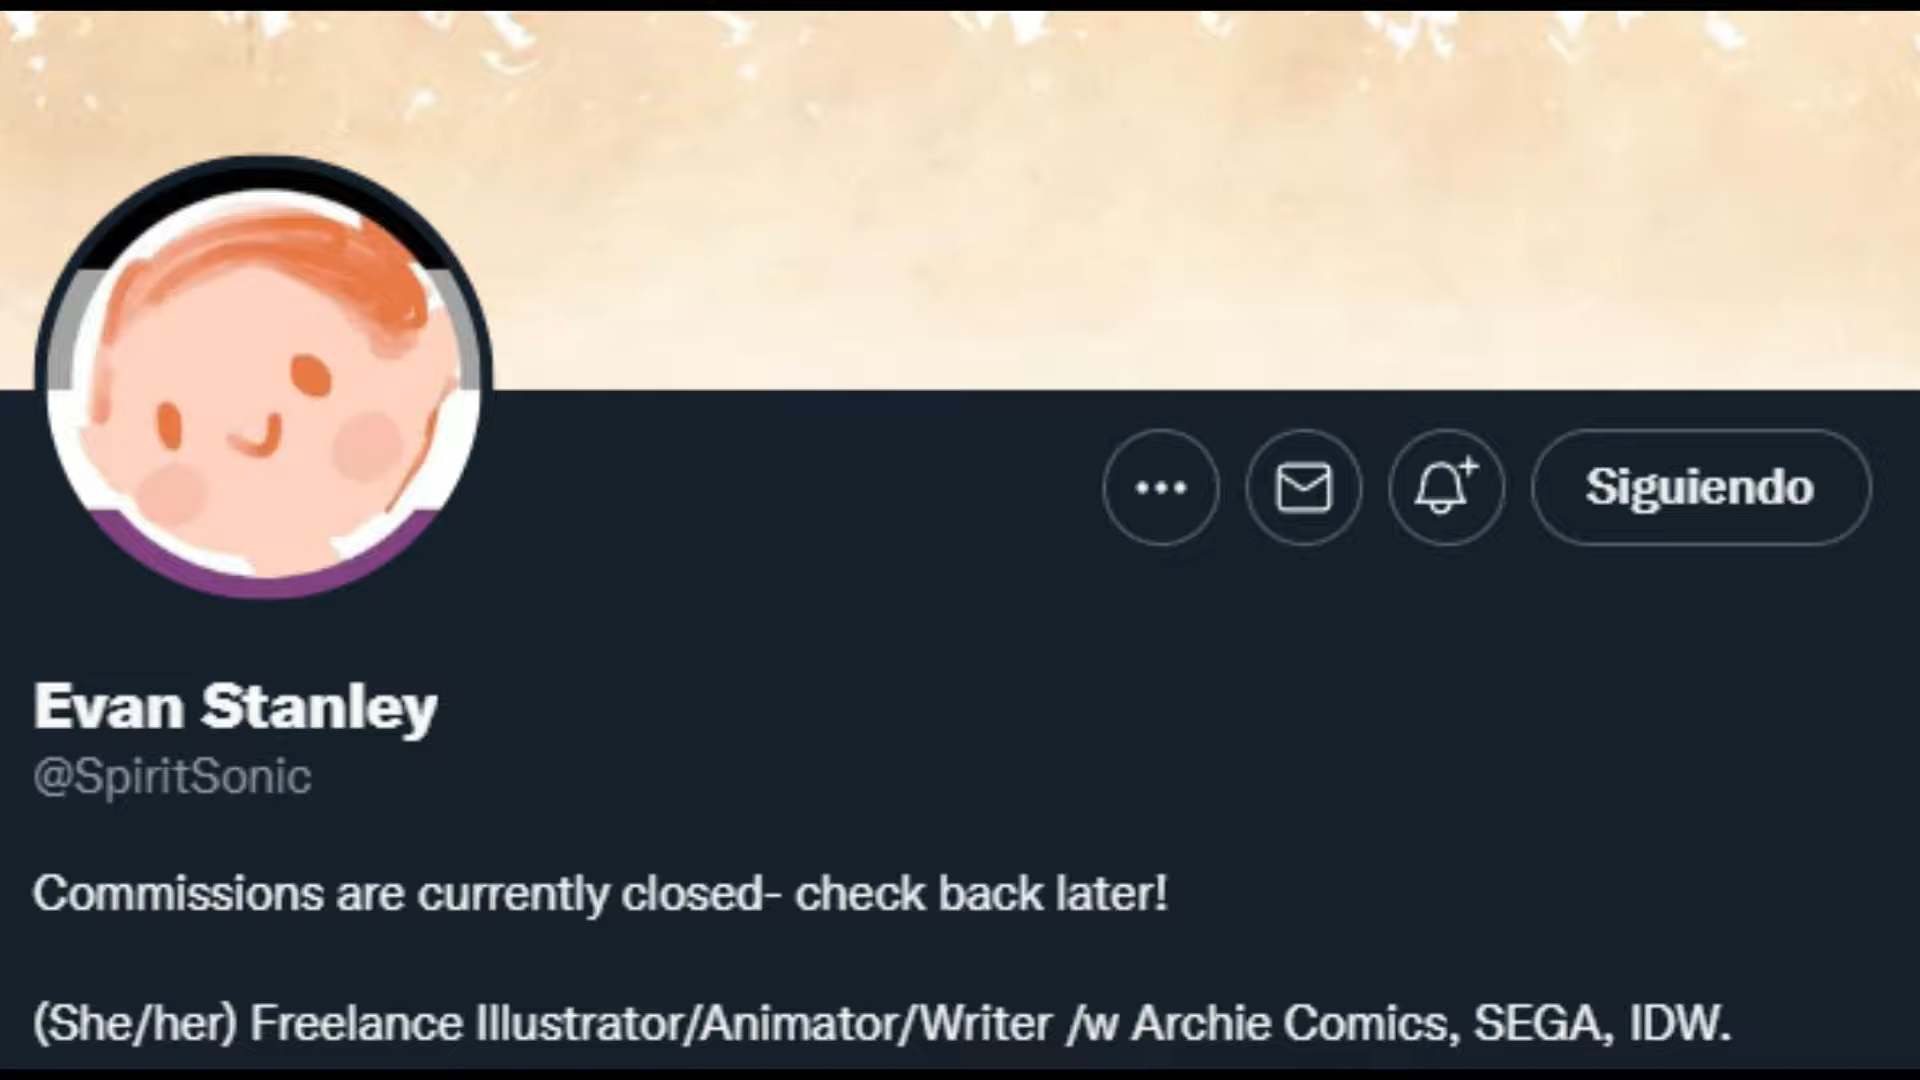 Siguiendo
Evan Stanley
@SpiritSonic
Commissions are currently closed- check back later!
(She/her) Freelance Illustrator/Animator/Writer /w Archie Comics, SEGA, IDW.